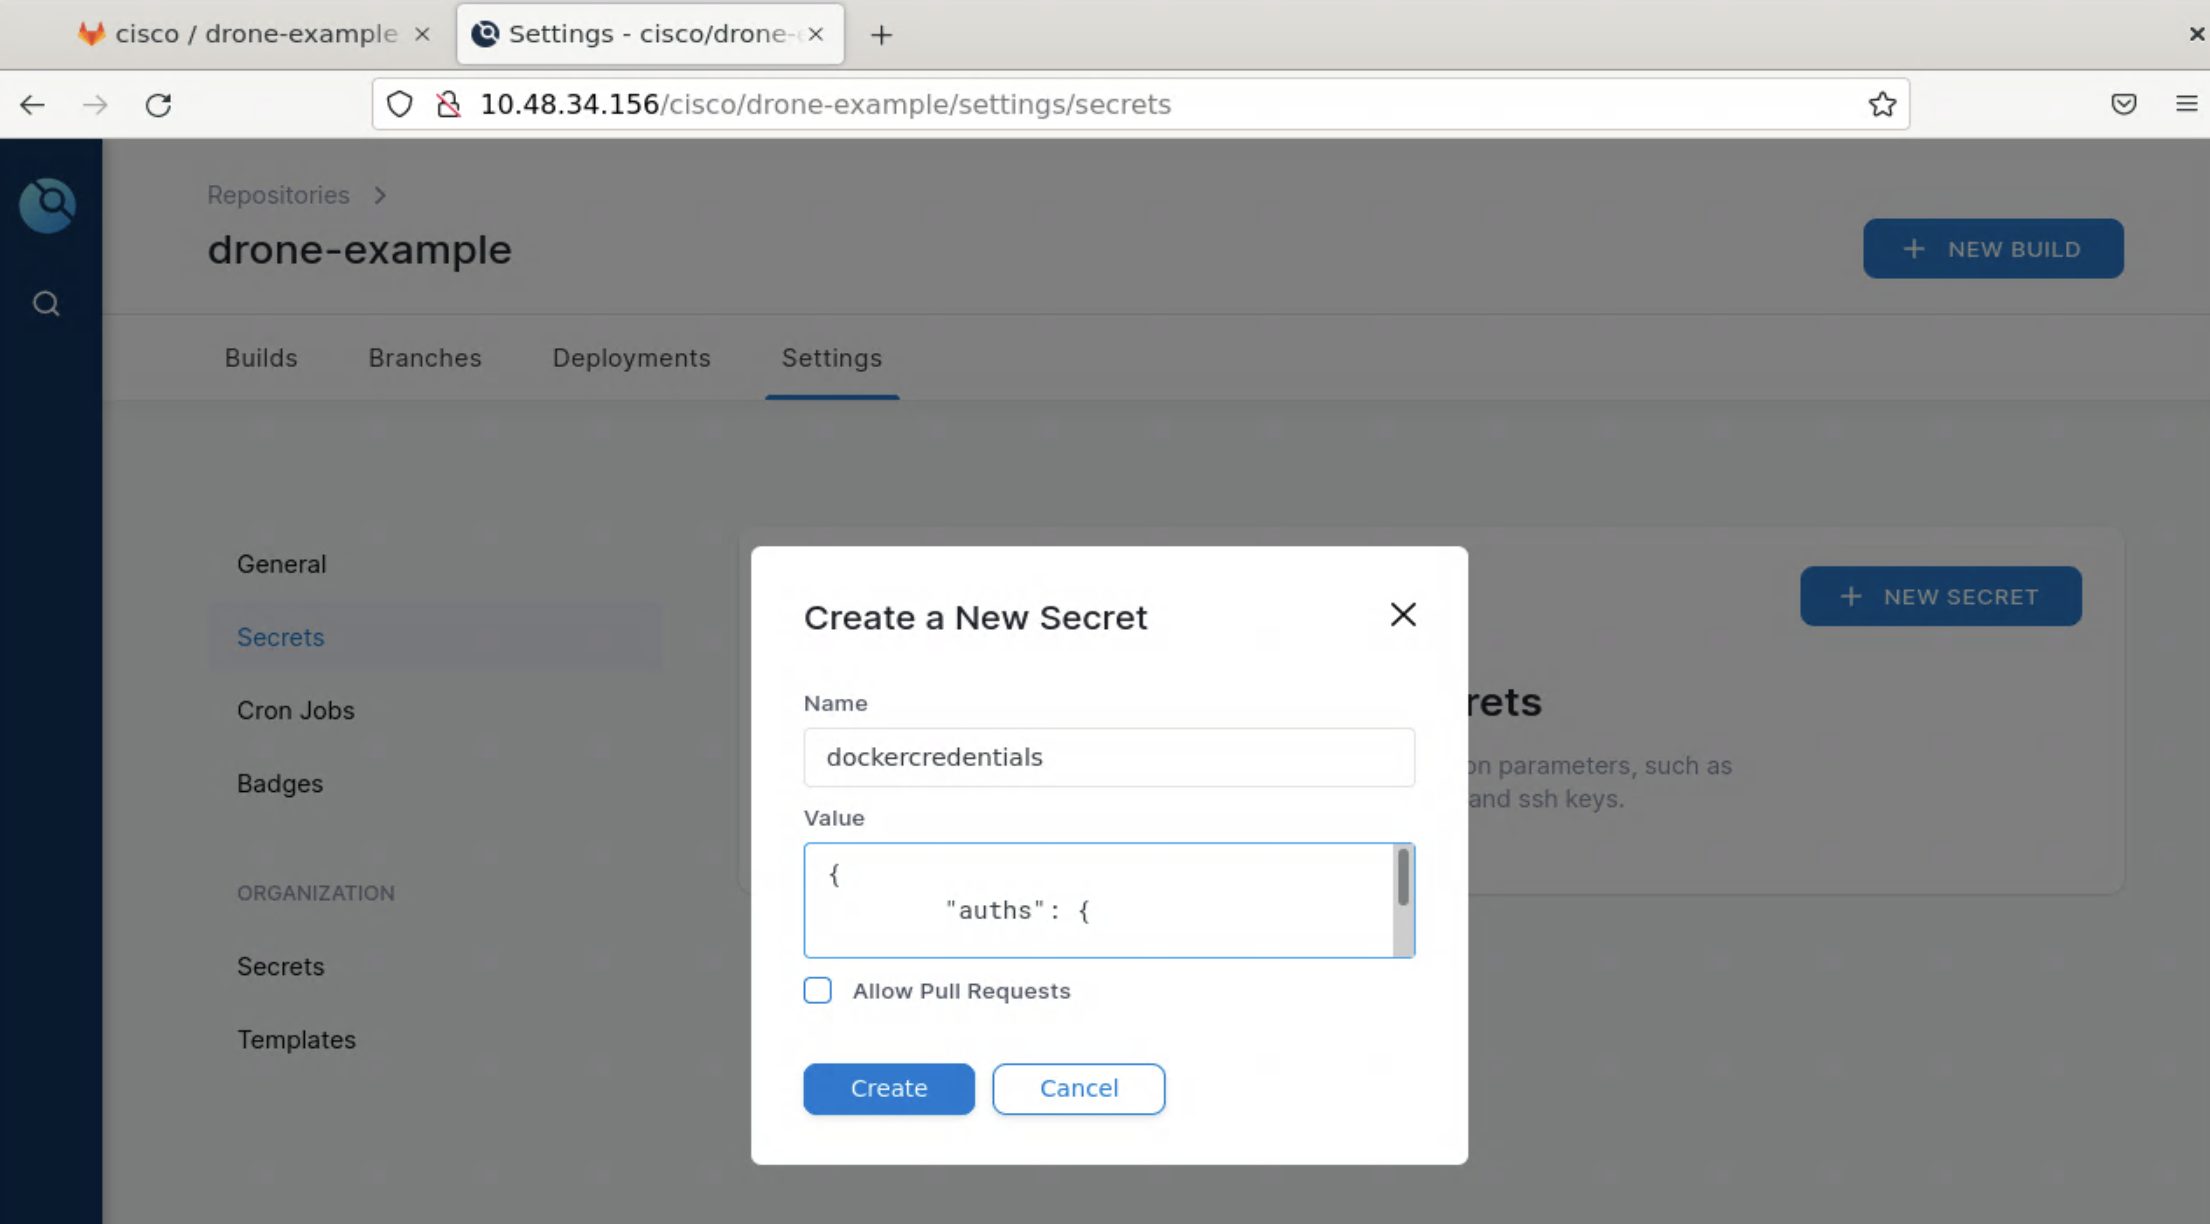 cisco / drone-example
Settings - cisco/drone-
10.48.34.156/cisco/drone-example/settings/secrets
Repositories
drone-example
NEW BUILD
Builds
Branches
Deployments
Settings
General
Secrets
Cron Jobs
Badges
ORGANIZATION
Secrets
Templates
NEW SECRET
rets
on parameters, such as
and ssh keys.
Create a New Secret
Name
dockercredentials
Value
{
"auths": {
Allow Pull Requests
Create
Cancel